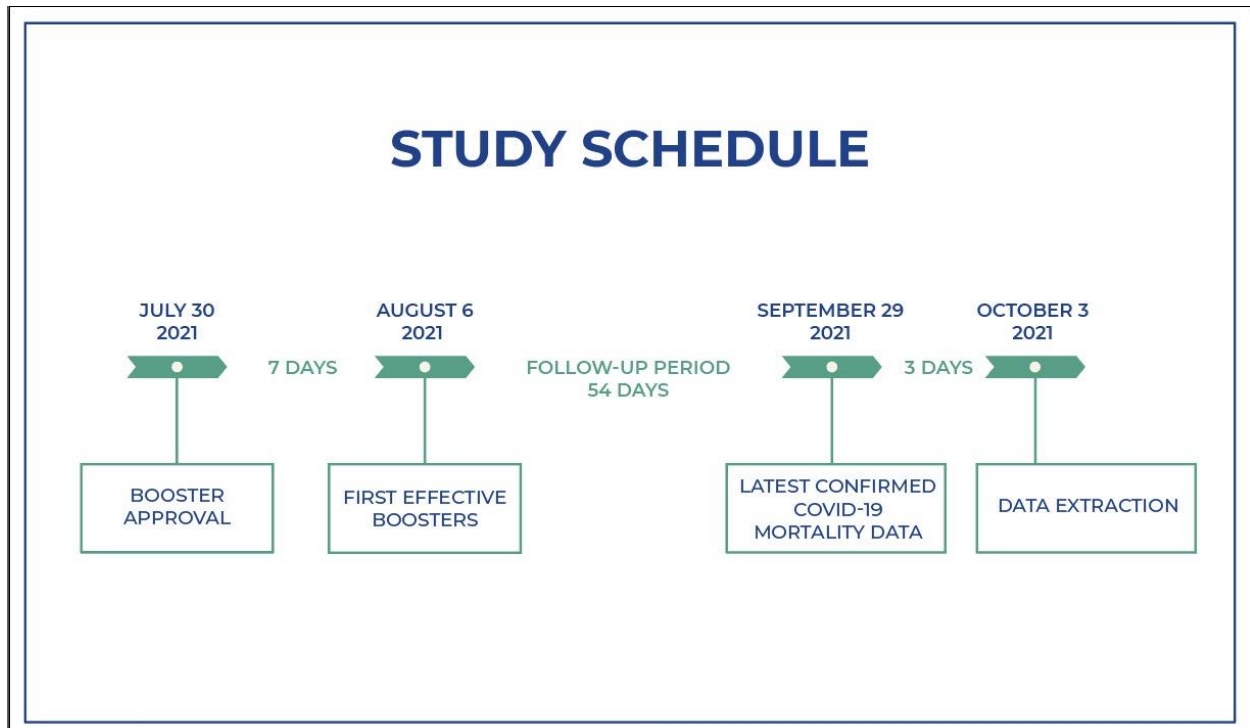 STUDY SCHEDULE
JULY 30
2021
AUGUST 6
2021
SEPTEMBER 29
2021
OCTOBER 3
2021
7 DAYS
FOLLOW-UP PERIOD
54 DAYS
3 DAYS
BOOSTER
APPROVAL
FIRST EFFECTIVE
BOOSTERS
LATEST CONFIRMED
COVID-19
MORTALITY DATA
DATA EXTRACTION